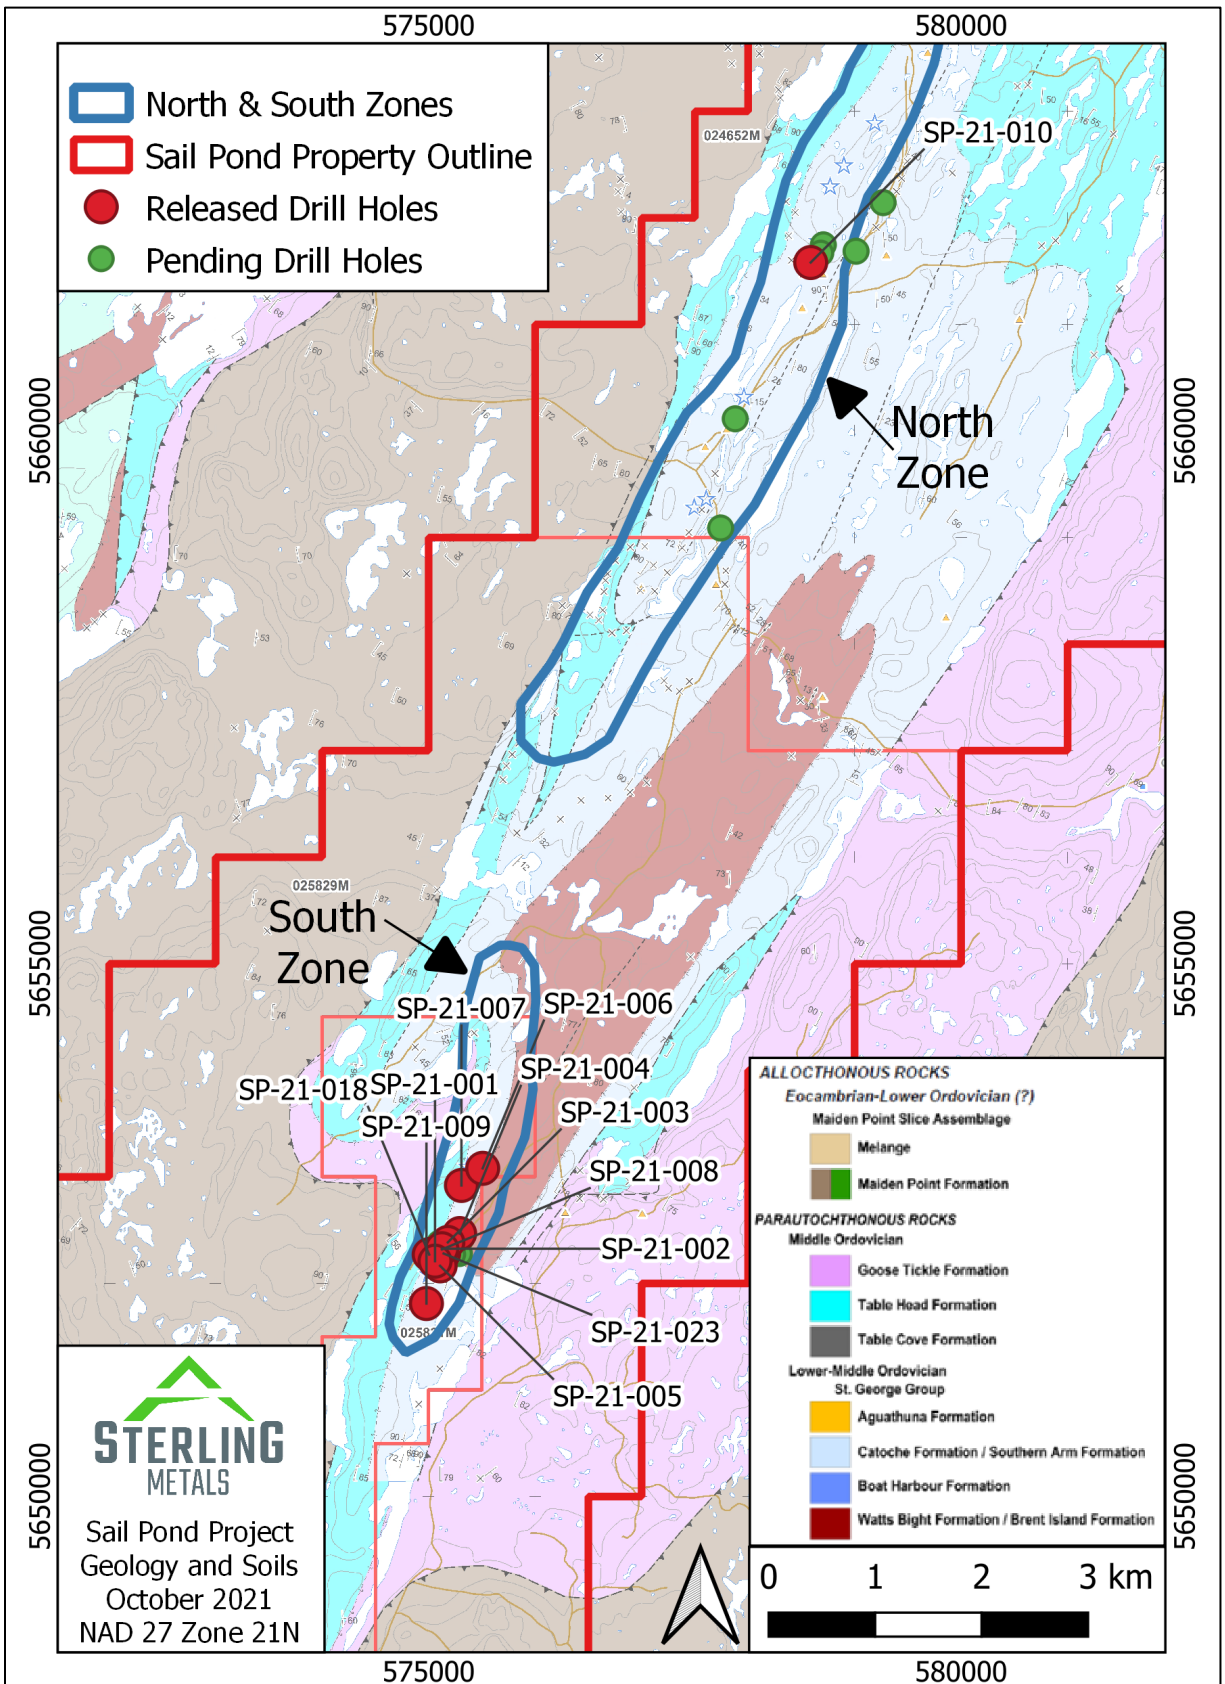 575000
580000
North & South Zones
Sail Pond Property Outline
Released Drill Holes
Pending Drill Holes
024652M
SP-21-010
5660000
5660000
North
Zone
025829M
South
Zone
5655000
5655000
SP-21-007
SP-21-006
SP-21-004
SP-21-018
SP-21-001
SP-21-003
SP-21-009
SP-21-008
SP-21-002
SP-21-023
SP-21-005
ALLOCTHONOUS ROCKS
Eocambrian-Lower Ordovician (?)
Maiden Point Slice Assemblage
Melange
Maiden Point Formation
PARAUTOCHTHONOUS ROCKS
Middle Ordovician
Goose Tickle Formation
Table Head Formation
Table Cove Formation
Lower-Middle Ordovician
St. George Group
Aguathuna Formation
Catoche Formation / Southern Arm Formation
Boat Harbour Formation
Watts Bight Formation / Brent Island Formation
5650000
5650000
STERLING
METALS
Sail Pond Project
Geology and Soils
October 2021
NAD 27 Zone 21N
0 1 2 3 km
575000
580000